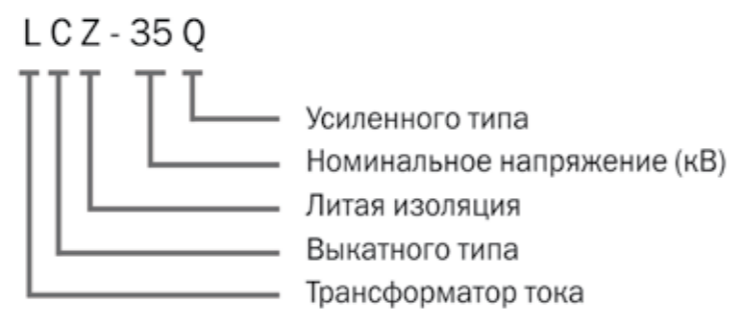 LCZ-35Q
Усиленного типа
Номинальное напряжение (кВ)
Литая изоляция
Выкатного типа
Трансформатор тока